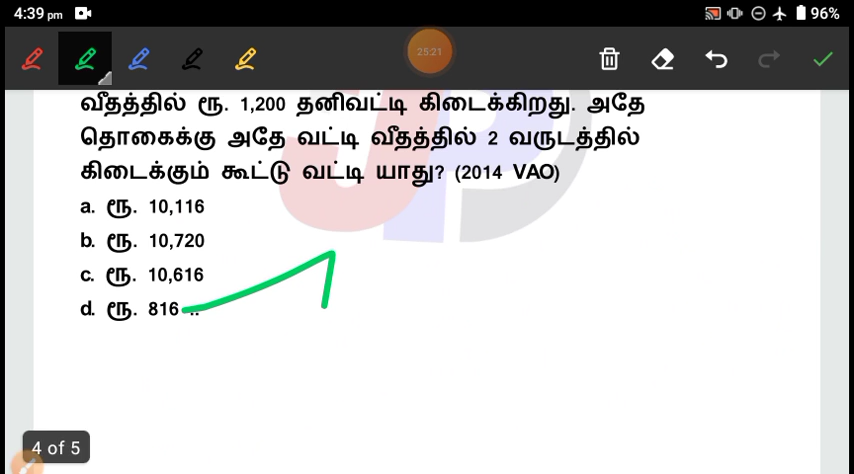 4:39 pm 96%
25:21
வீதத்தில் ரூ. 1,200 தனிவட்டி கிடைக்கிறது. அதே
தொகைக்கு அதே வட்டி வீதத்தில் 2 வருடத்தில்
கிடைக்கும் கூட்டு வட்டி யாது? (2014 VAO)
a. ரூ. 10,116
b. ரூ. 10,720
c. ரூ. 10,616
d. ரூ. 816 ..
4 of 5